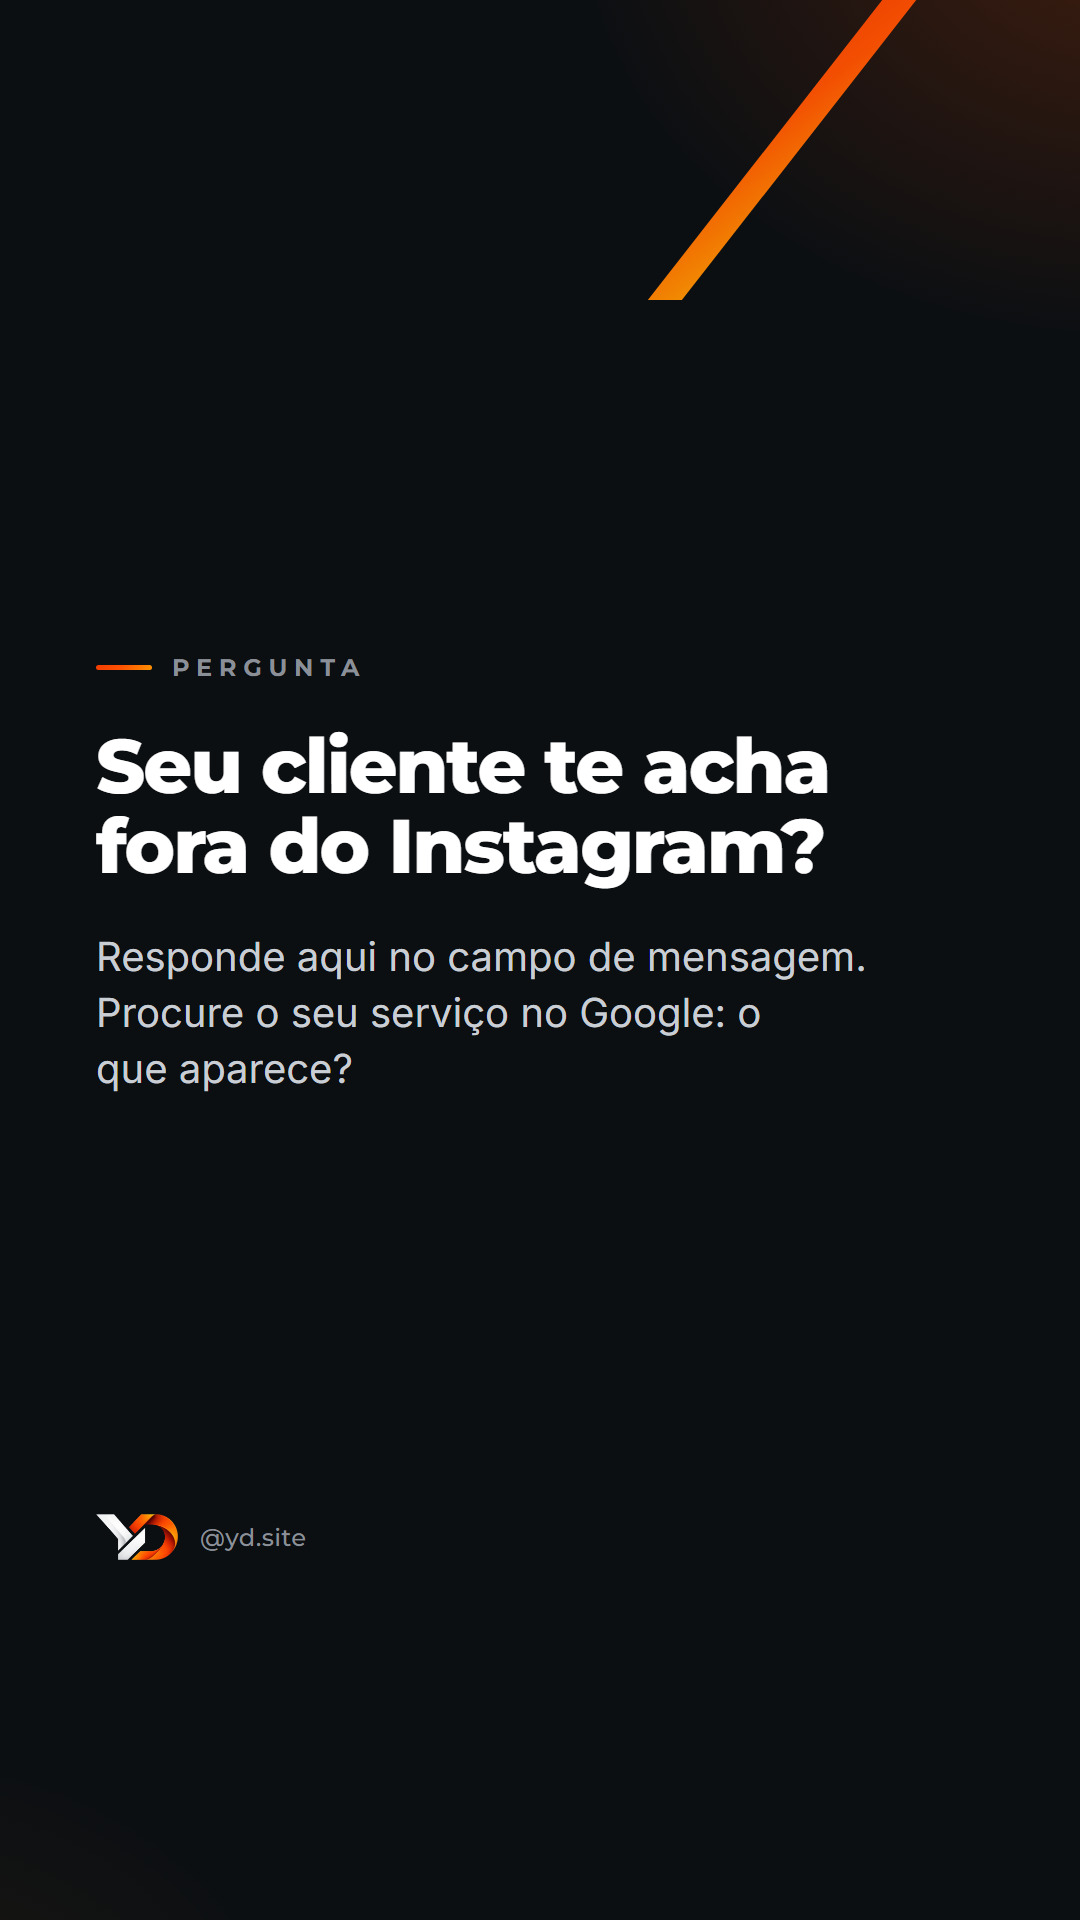 PERGUNTA
Seu cliente te acha
fora do Instagram?
Responde aqui no campo de mensagem.
Procure o seu serviço no Google: o
que aparece?
YD @yd.site